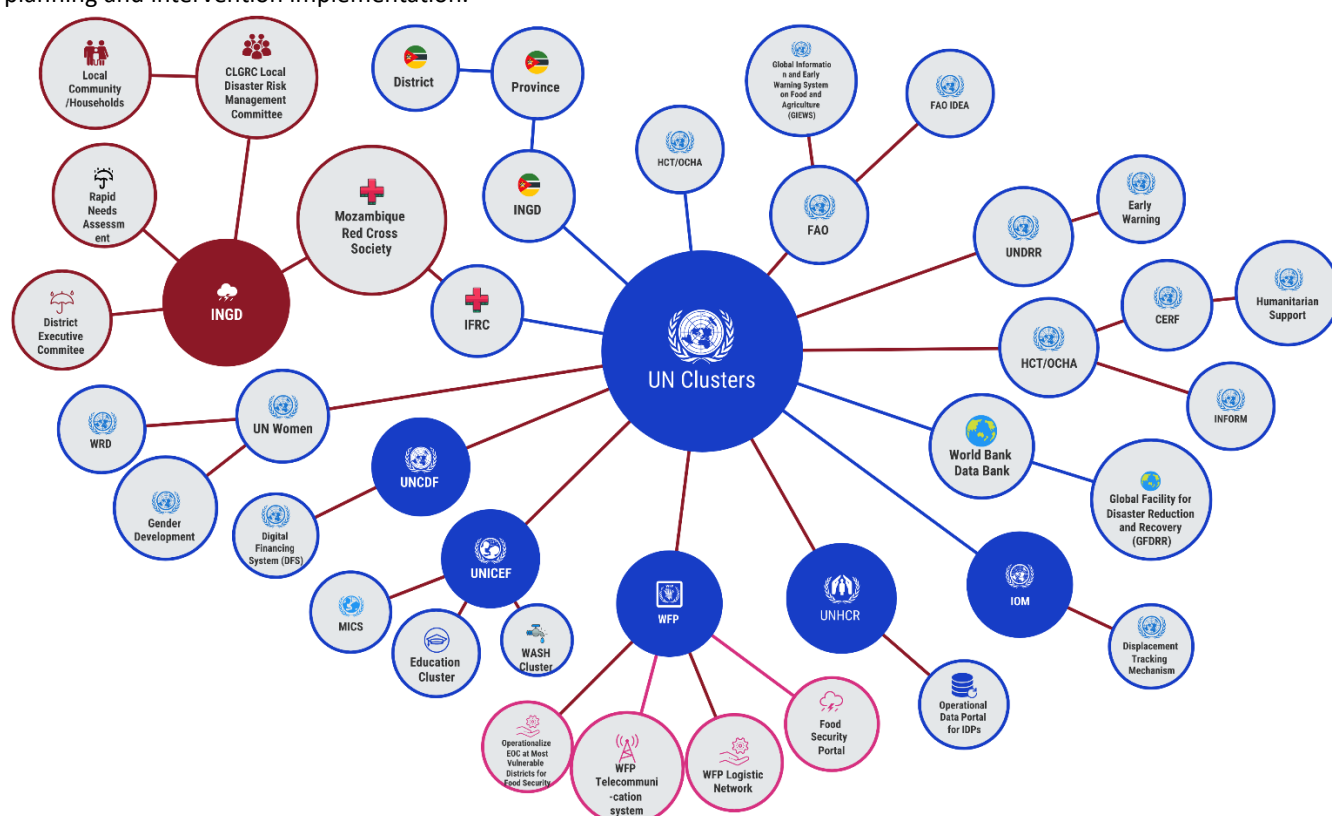 planning and intervention implementation.
Local
Community
/Households
CLGRC Local
Disaster Risk
Management
Committee
District
Province
Global Informatio
n and Early
Warning System
on Food and
Agriculture
(GIEWS)
FAO IDEA
HCT/OCHA
Rapid
Needs
Assessm
ent
Mozambique
Red Cross
Society
INGD
FAO
UNDRR
Early
Warning
INGD
District
Executive
Commitee
IFRC
UN Clusters
HCT/OCHA
CERF
Humanitarian
Support
INFORM
WRD
UN Women
Gender
Development
UNCDF
Digital
Financing
System (DFS)
World Bank
Data Bank
Global Facility for
Disaster Reduction
and Recovery
(GFDRR)
UNICEF
MICS
Education
Cluster
WASH
Cluster
WFP
UNHCR
IOM
Displacement
Tracking
Mechanism
Operational
Data Portal
for IDPs
Food
Security
Portal
Operationalize
EOC at Most
Vulnerable
Districts for
Food Security
WFP
Telecommuni
-cation
system
WFP Logistic
Network